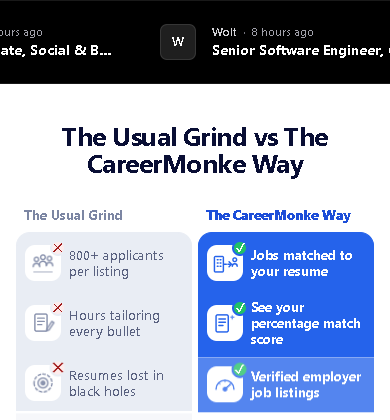 ours ago
ate, Social & B...
W
Wolt · 8 hours ago
Senior Software Engineer,
The Usual Grind vs The
CareerMonke Way
The Usual Grind
The CareerMonke Way
800+ applicants
per listing
Jobs matched to
your resume
Hours tailoring
every bullet
See your
percentage match
score
Resumes lost in
black holes
Verified employer
job listings